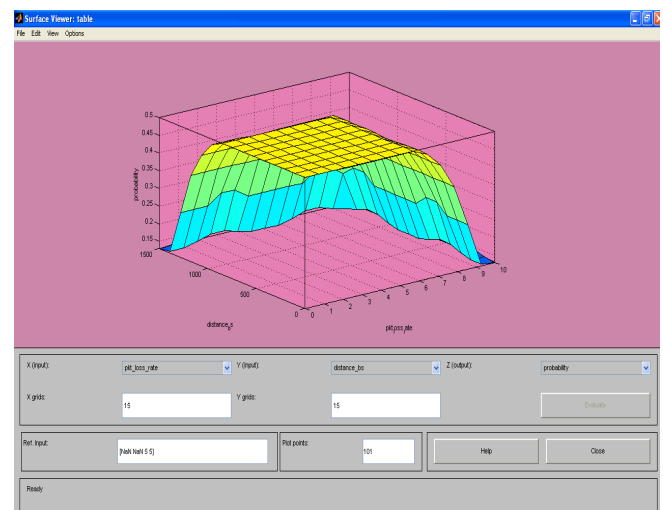 Surface Viewer: table
File Edit View Options
0.5
0.45
0.4
0.35
0.3
0.25
0.2
0.15
probability
1500
1000
500
0
distance_bs
0 1 2 3 4 5 6 7 8 9 10
pkt_loss_rate
X (input): pkt_loss_rate Y (input): distance_bs Z (output): probability
X grids: 15 Y grids: 15 Evaluate
Ref. Input: [NaN NaN 5 5] Plot points: 101 Help Close
Ready